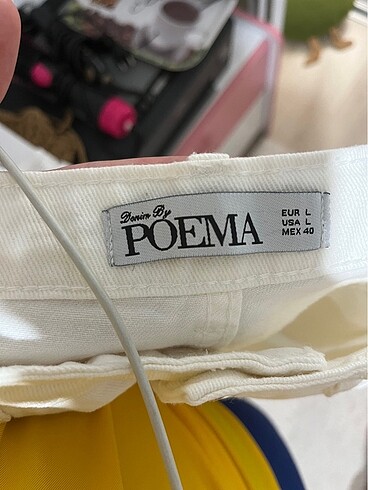 Denim By
POEMA
EUR L
USA L
MEX 40